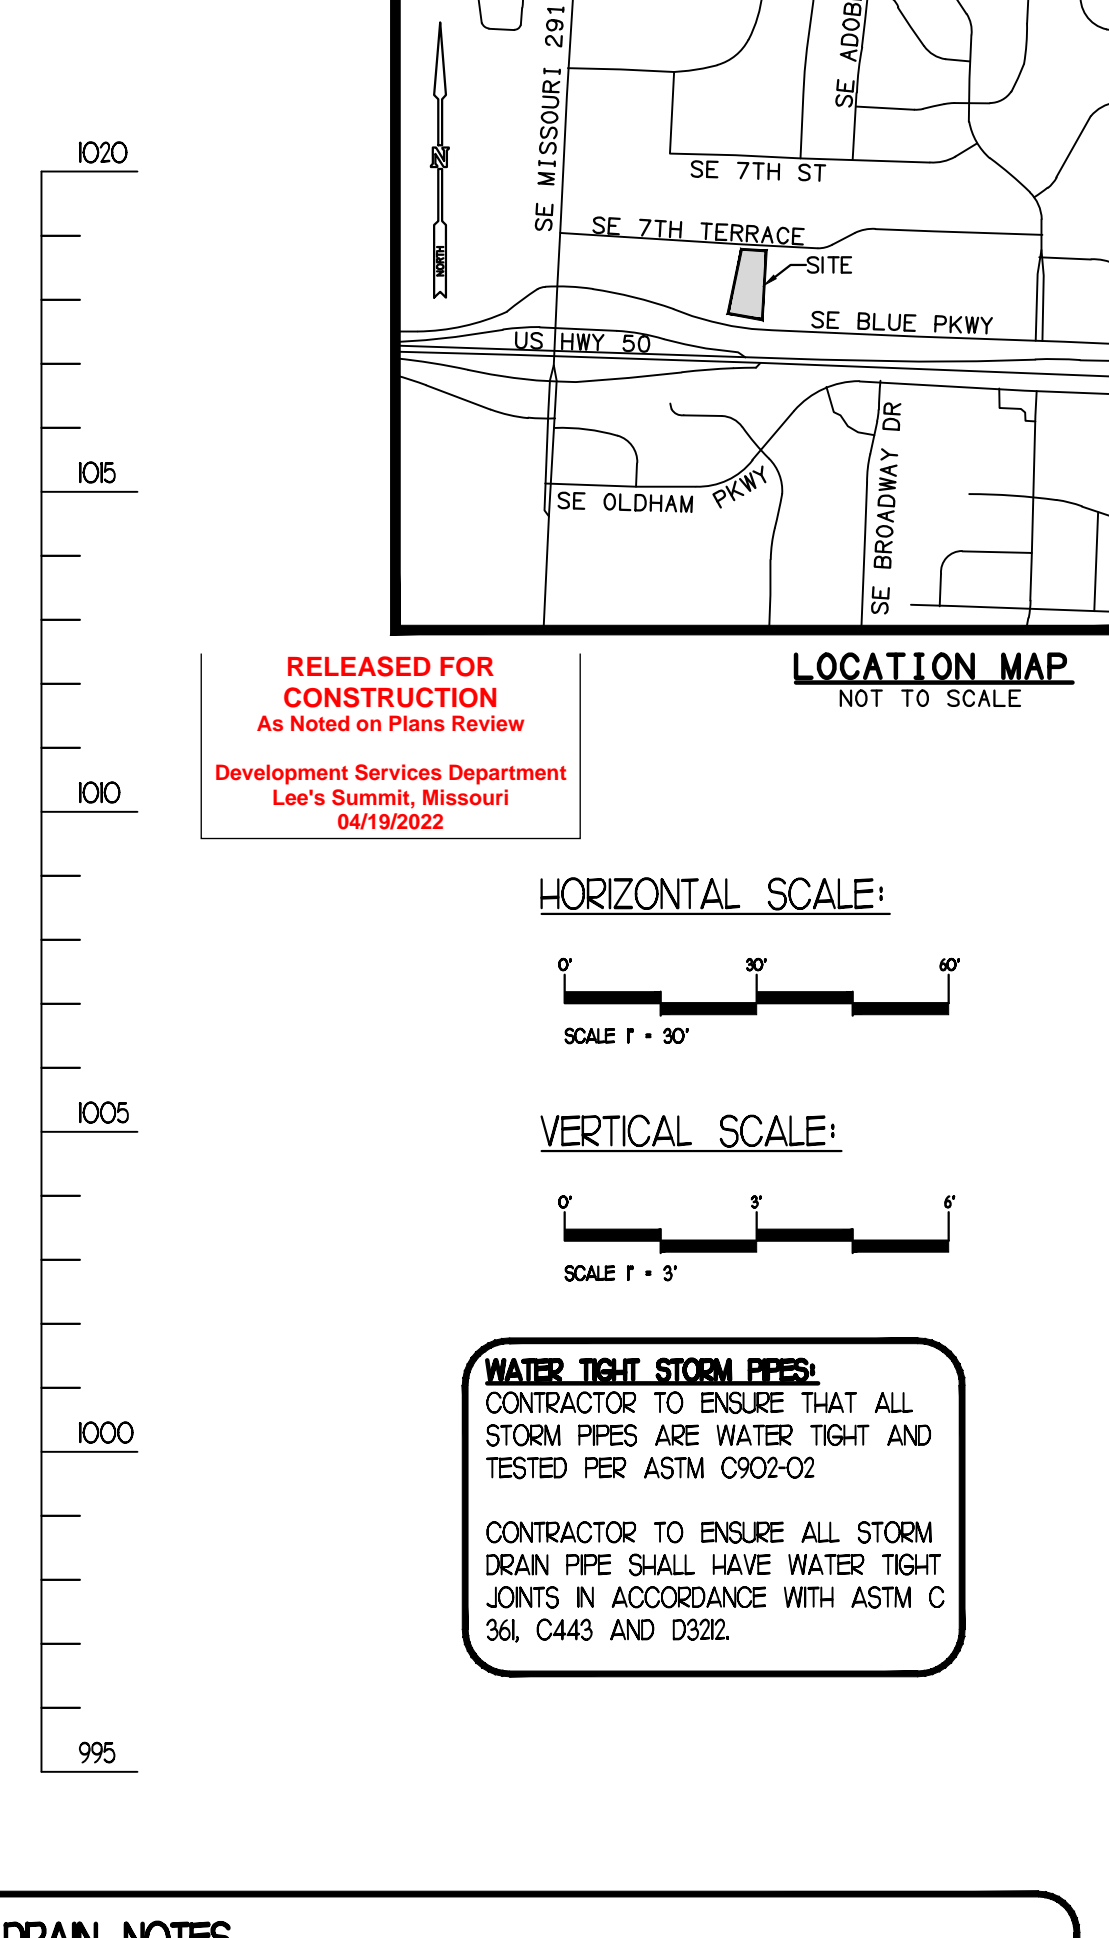 SE MISSOURI 291
SE ADOB
N
NORTH
SE 7TH ST
SE 7TH TERRACE
SITE
SE BLUE PKWY
US HWY 50
SE OLDHAM PKWY
SE BROADWAY DR
LOCATION MAP
NOT TO SCALE
1020
1015
1010
1005
1000
995
RELEASED FOR
CONSTRUCTION
As Noted on Plans Review
Development Services Department
Lee's Summit, Missouri
04/19/2022
HORIZONTAL SCALE:
0' 30' 60'
SCALE 1" = 30'
VERTICAL SCALE:
0' 3' 6'
SCALE 1" = 3'
WATER TIGHT STORM PIPES:
CONTRACTOR TO ENSURE THAT ALL
STORM PIPES ARE WATER TIGHT AND
TESTED PER ASTM C902-02
CONTRACTOR TO ENSURE ALL STORM
DRAIN PIPE SHALL HAVE WATER TIGHT
JOINTS IN ACCORDANCE WITH ASTM C
361, C443 AND D3212.
DRAIN NOTES